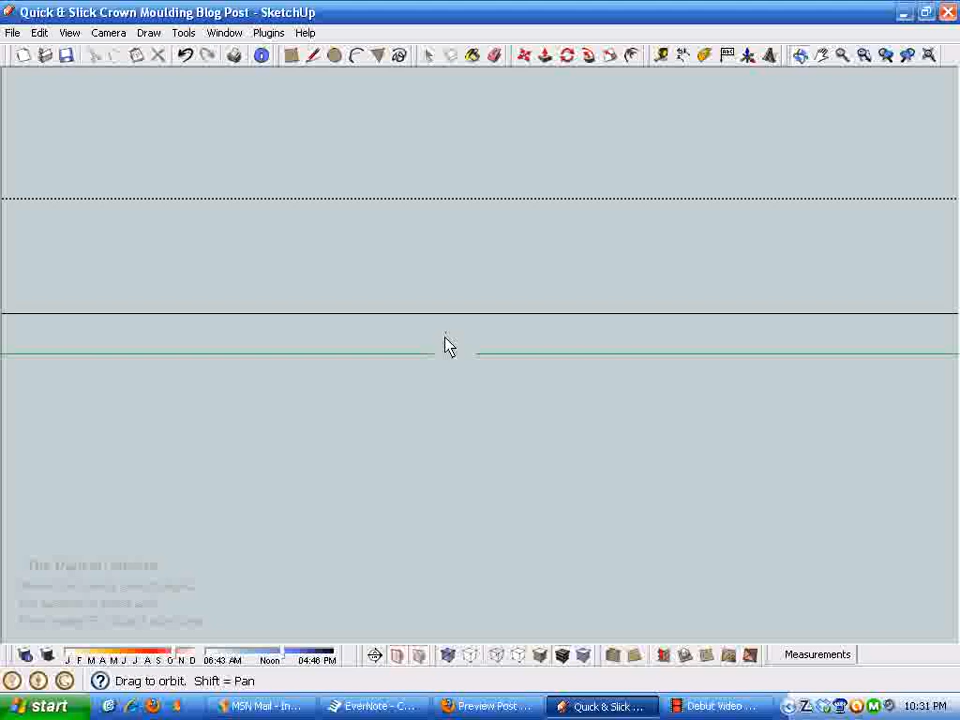 Quick & Slick Crown Moulding Blog Post - SketchUp
File Edit View Camera Draw Tools Window Plugins Help
J F M A M J J A S O N D 06:43 AM Noon 04:46 PM Measurements
Drag to orbit. Shift = Pan
start MSN Mail - In... EverNote - C... Preview Post ... Quick & Slick ... Debut Video ... 10:31 PM